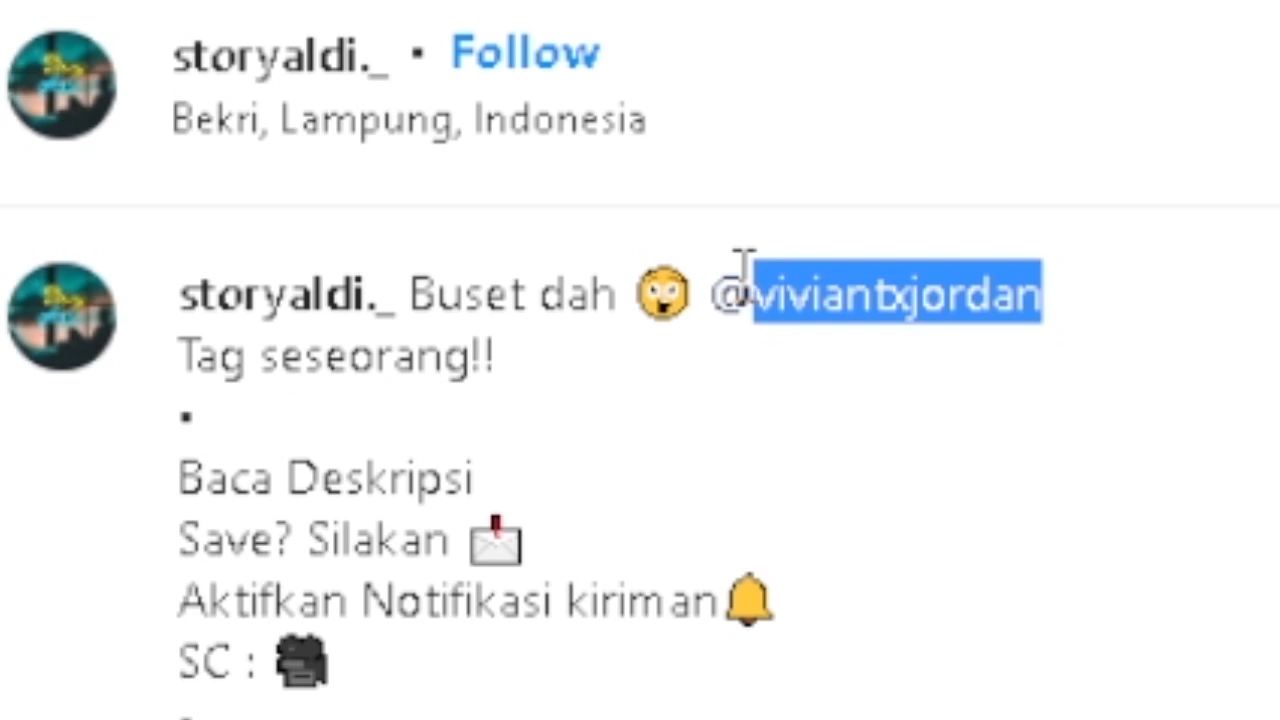 storyaldi._ • Follow
Bekri, Lampung, Indonesia
storyaldi._ Buset dah 😲 @viviantxjordan
Tag seseorang!!
•
Baca Deskripsi
Save? Silakan 📩
Aktifkan Notifikasi kiriman🔔
SC : 🎥